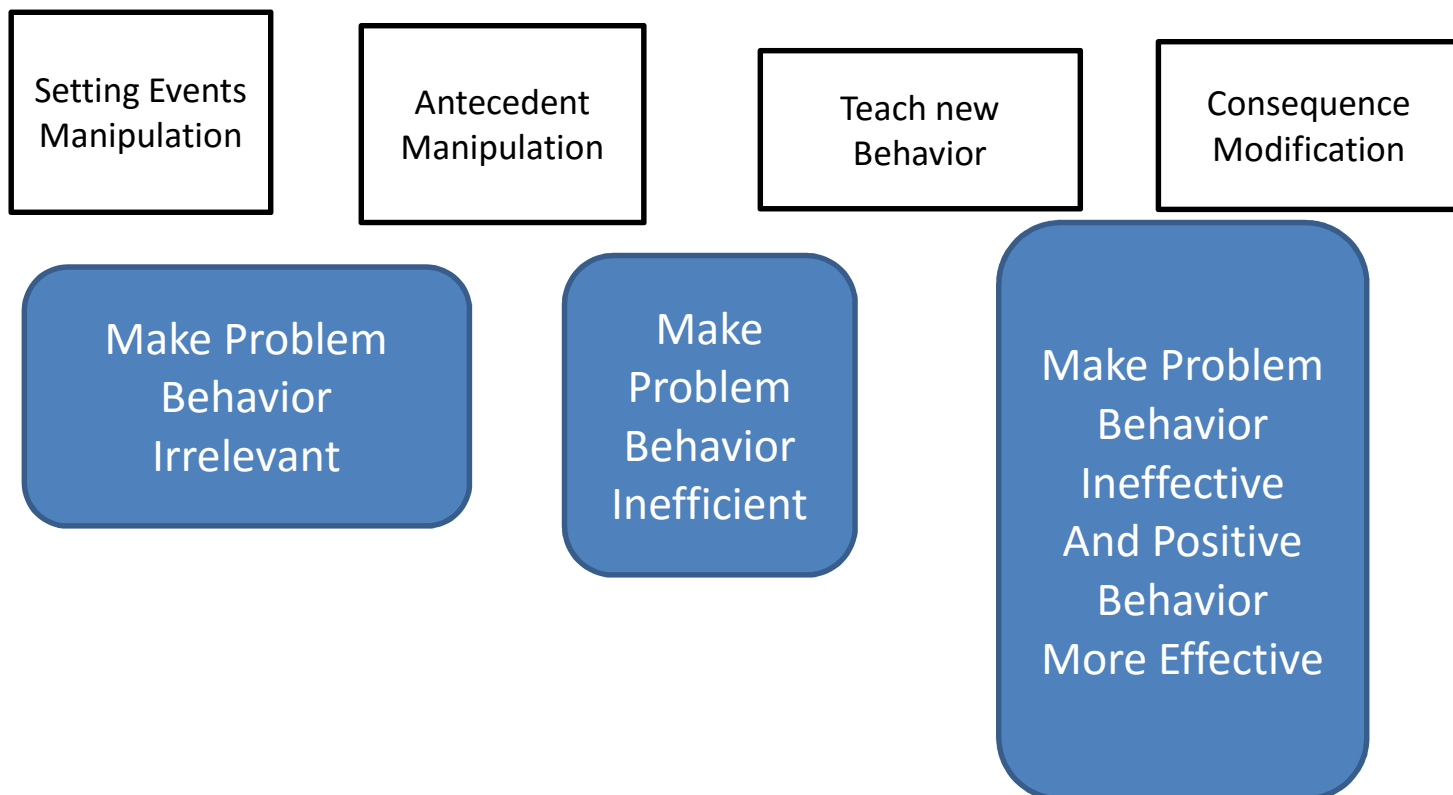 Setting Events
Manipulation
Antecedent
Manipulation
Teach new
Behavior
Consequence
Modification
Make Problem
Behavior
Irrelevant
Make
Problem
Behavior
Inefficient
Make Problem
Behavior
Ineffective
And Positive
Behavior
More Effective